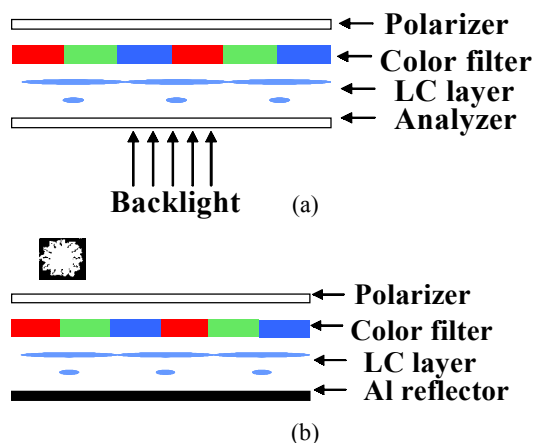 Polarizer
Color filter
LC layer
Analyzer
Backlight
(a)
Polarizer
Color filter
LC layer
Al reflector
(b)